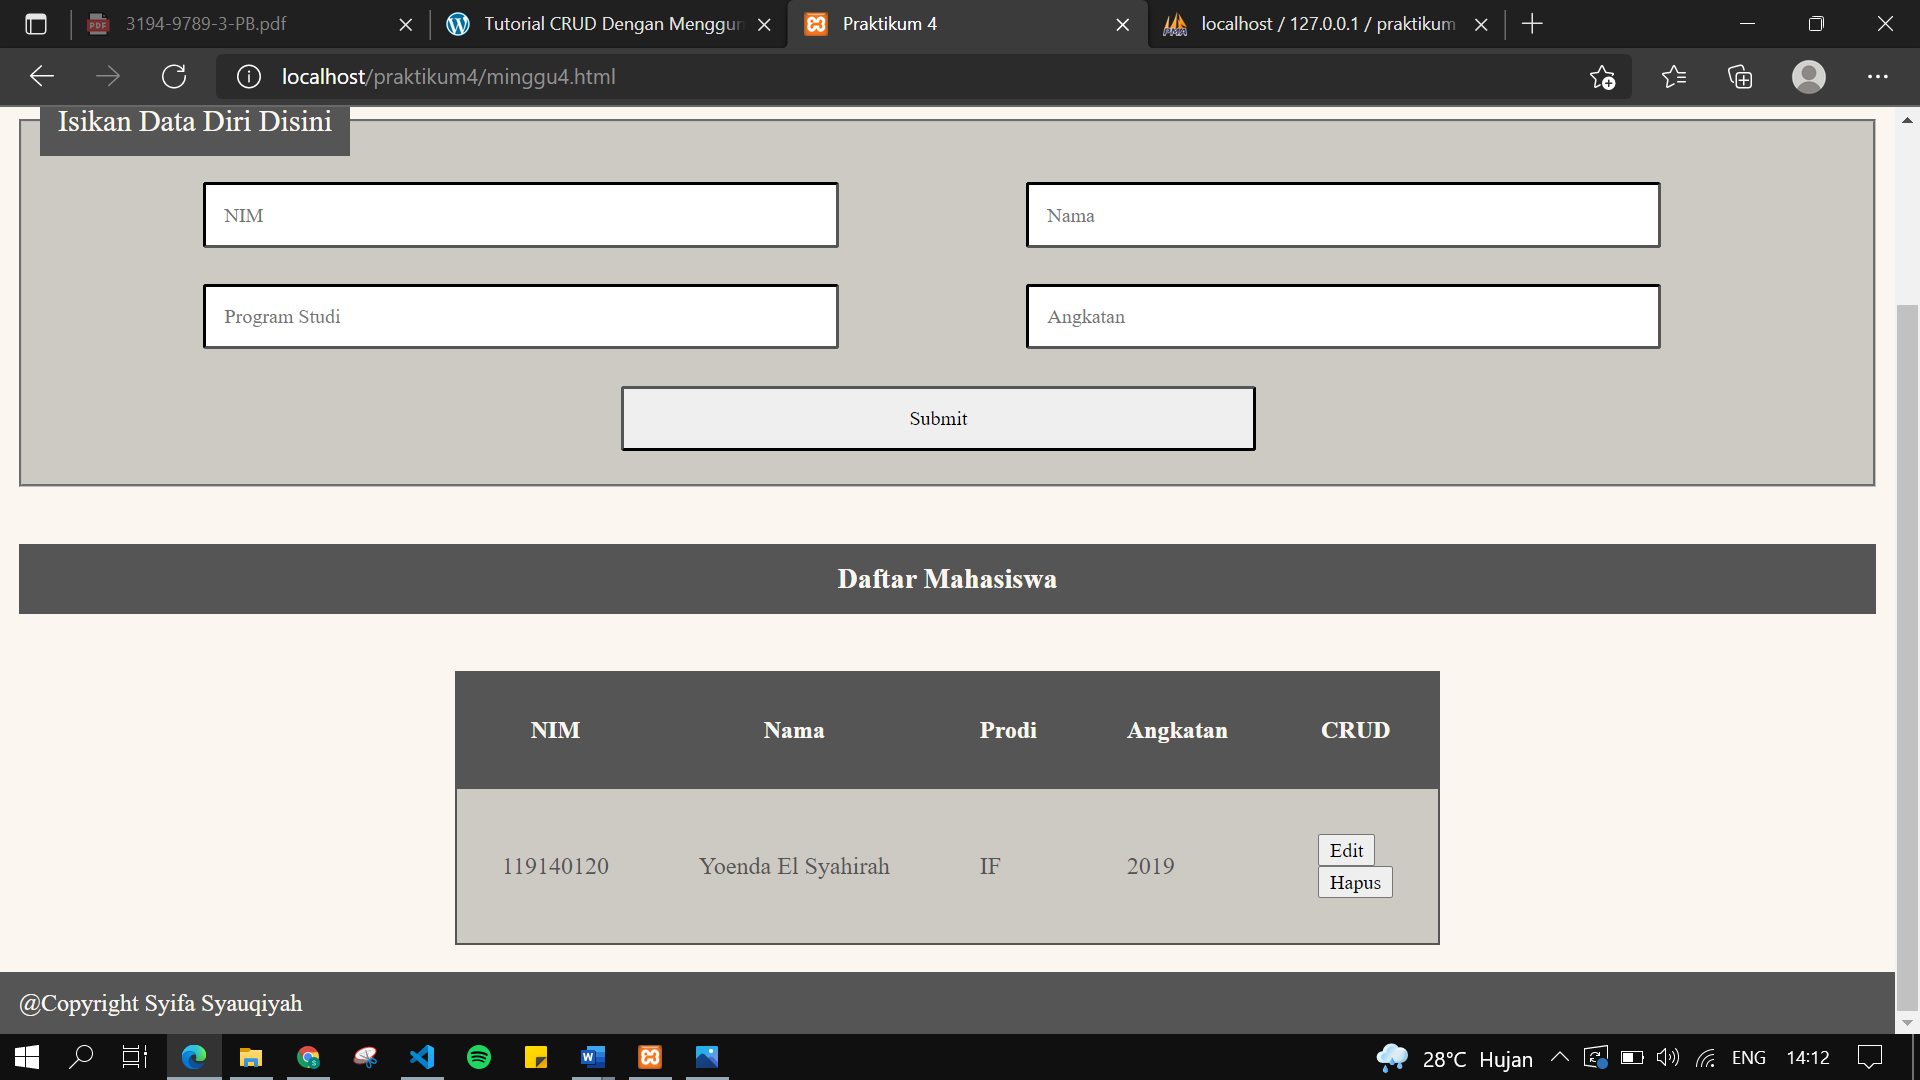 3194-9789-3-PB.pdf
Tutorial CRUD Dengan Menggun
Praktikum 4
localhost / 127.0.0.1 / praktikum
localhost/praktikum4/minggu4.html
Isikan Data Diri Disini
NIM
Nama
Program Studi
Angkatan
Submit
Daftar Mahasiswa
NIM Nama Prodi Angkatan CRUD
119140120 Yoenda El Syahirah IF 2019 Edit
Hapus
@Copyright Syifa Syauqiyah
28°C Hujan ENG 14:12